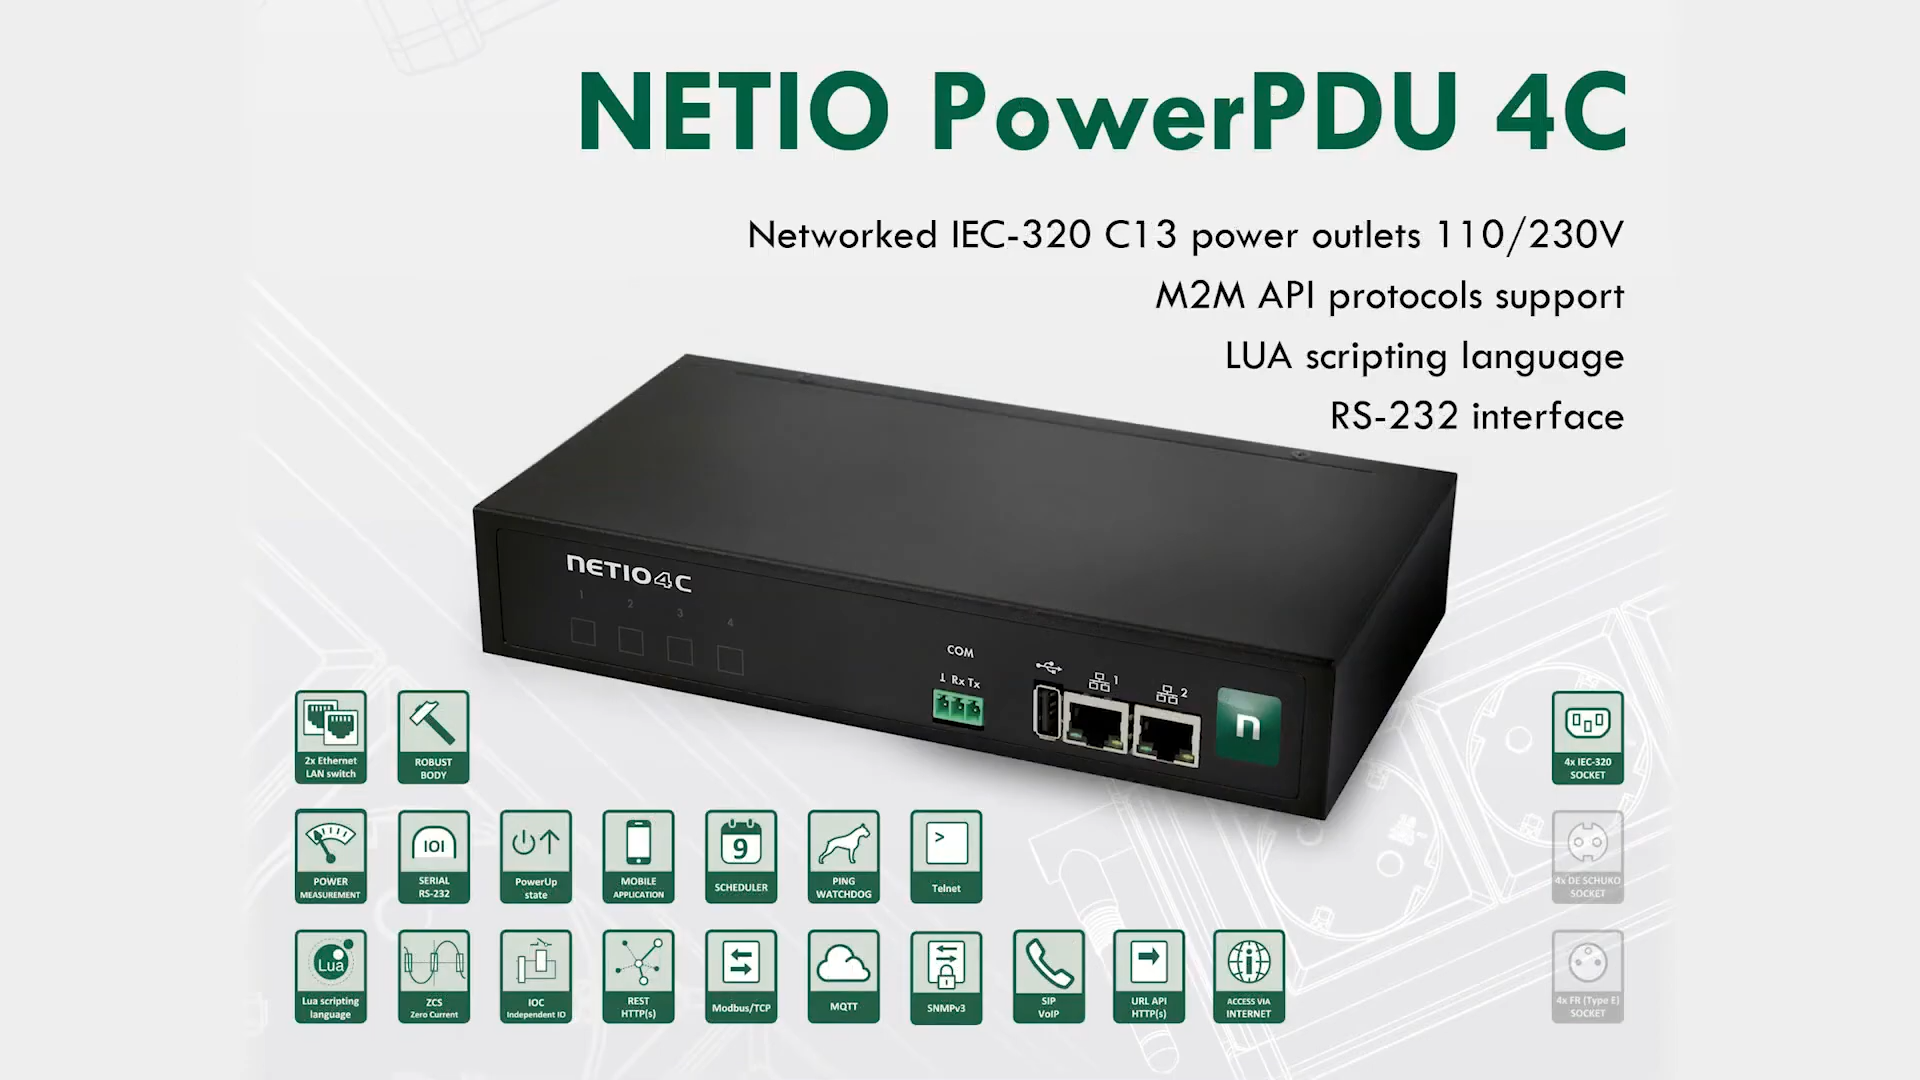 NETIO PowerPDU 4C
Networked IEC-320 C13 power outlets 110/230V
M2M API protocols support
LUA scripting language
RS-232 interface
NETIO4C
1
2
3
4
COM
⊥ Rx Tx
1
2
n
2x Ethernet
LAN switch
ROBUST
BODY
4x IEC-320
SOCKET
IOI
9
>
POWER
MEASUREMENT
SERIAL
RS-232
PowerUp
state
MOBILE
APPLICATION
SCHEDULER
PING
WATCHDOG
Telnet
4x DE SCHUKO
SOCKET
Lua
Lua scripting
language
ZCS
Zero Current
IOC
Independent IO
REST
HTTP(s)
Modbus/TCP
MQTT
SNMPv3
SIP
VoIP
URL API
HTTP(s)
ACCESS VIA
INTERNET
4x FR (Type E)
SOCKET